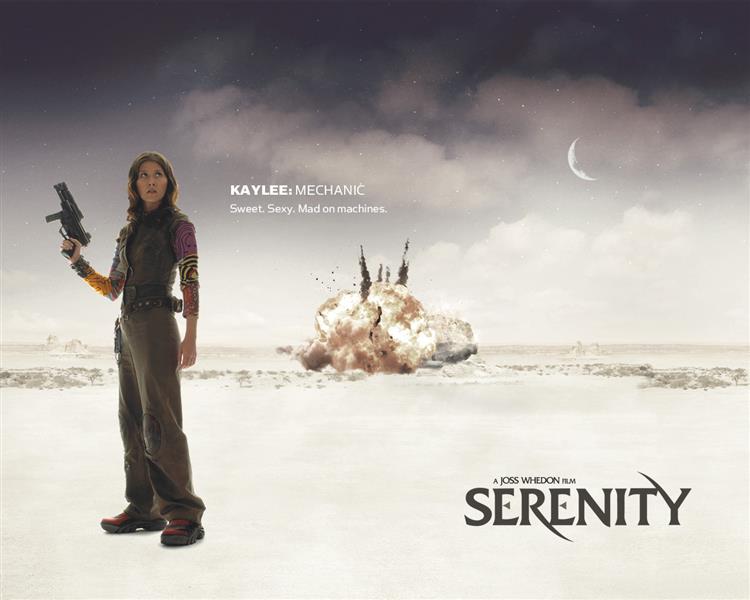 KAYLEE: MECHANIC
Sweet. Sexy. Mad on machines.
A JOSS WHEDON FILM
SERENITY